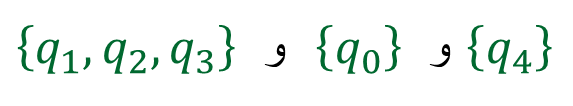 {q₄} و {q₀} و {q₁, q₂, q₃}